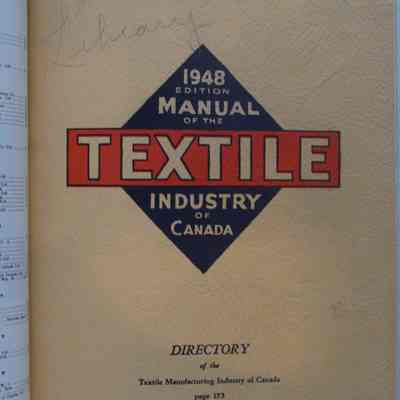 Library
1948
EDITION
MANUAL
OF THE
TEXTILE
INDUSTRY
OF
CANADA
DIRECTORY
of the
Textile Manufacturing Industry of Canada
page 173